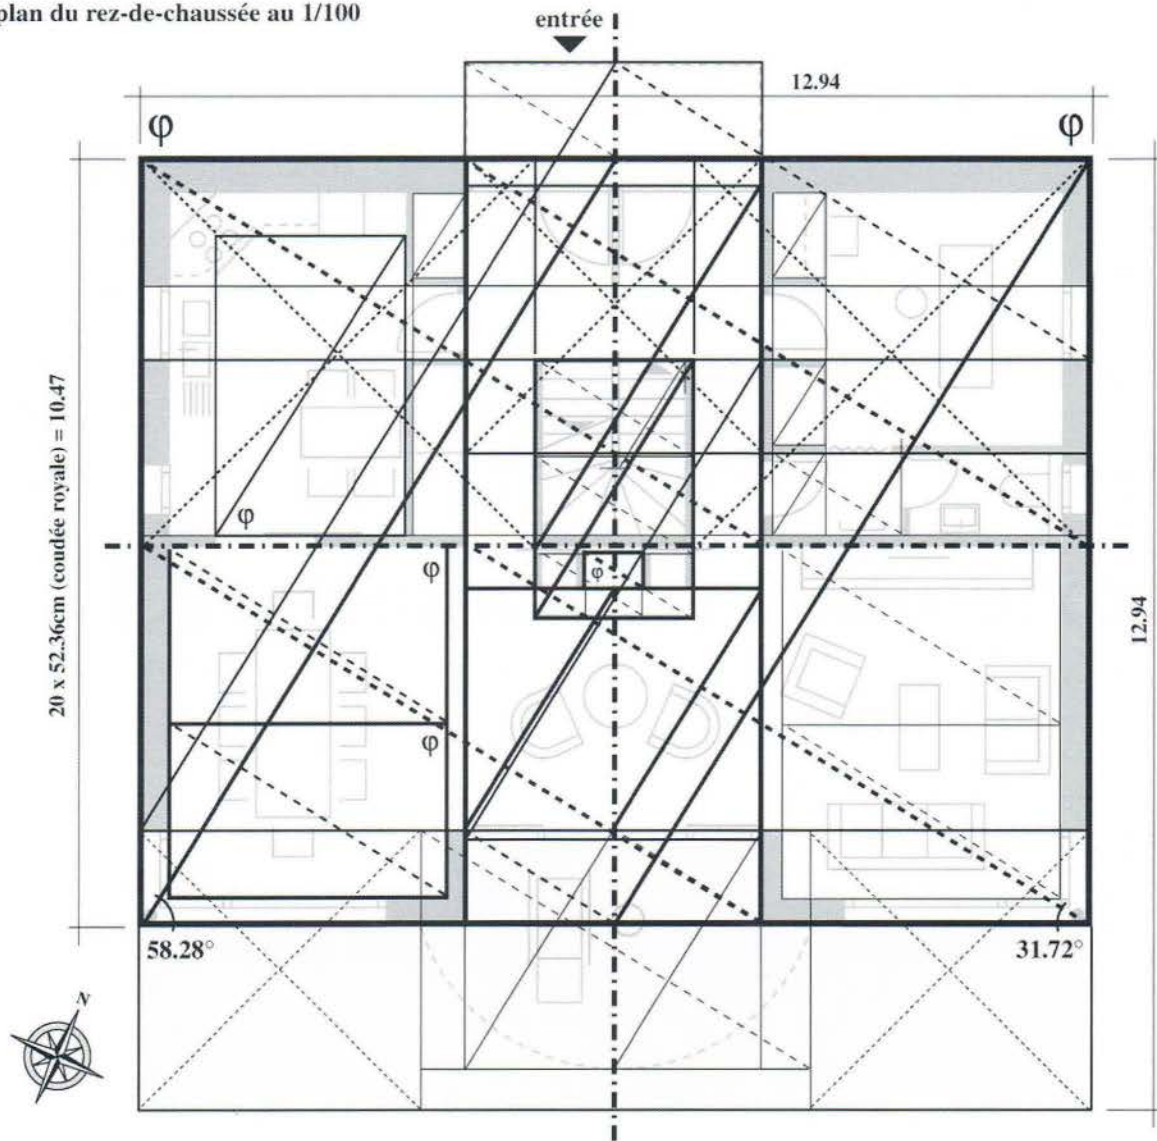 plan du rez-de-chaussée au 1/100
entrée
12.94
φ
φ
20 x 52.36cm (coudée royale) = 10.47
φ
φ
φ
φ
12.94
58.28°
31.72°
N